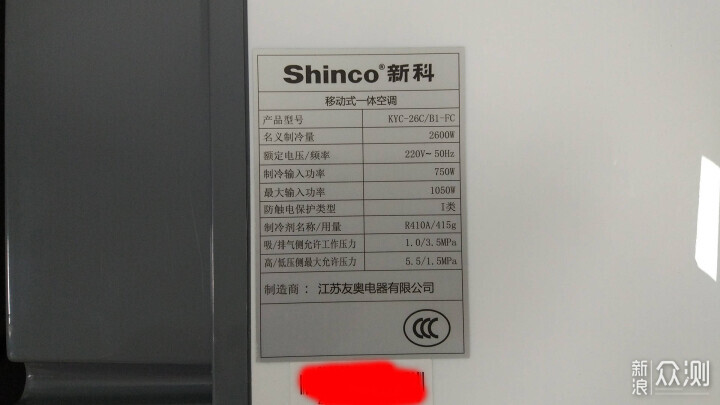 Shinco®新科
移动式一体空调
产品型号 KYC-26C/B1-FC
名义制冷量 2600W
额定电压/频率 220V~50Hz
制冷输入功率 750W
最大输入功率 1050W
防触电保护类型 I类
制冷剂名称/用量 R410A/415g
吸/排气侧允许工作压力 1.0/3.5MPa
高/低压侧最大允许压力 5.5/1.5MPa
制造商：江苏友奥电器有限公司
CCC
新浪众测